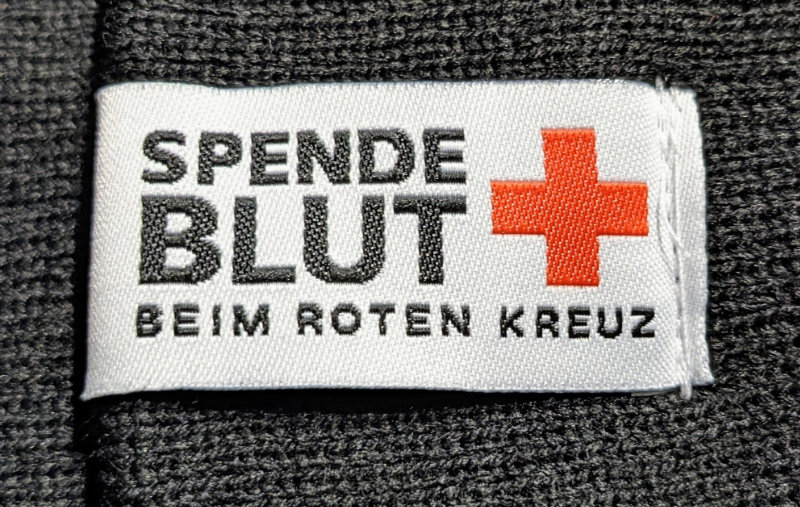 SPENDE
BLUT
BEIM ROTEN KREUZ